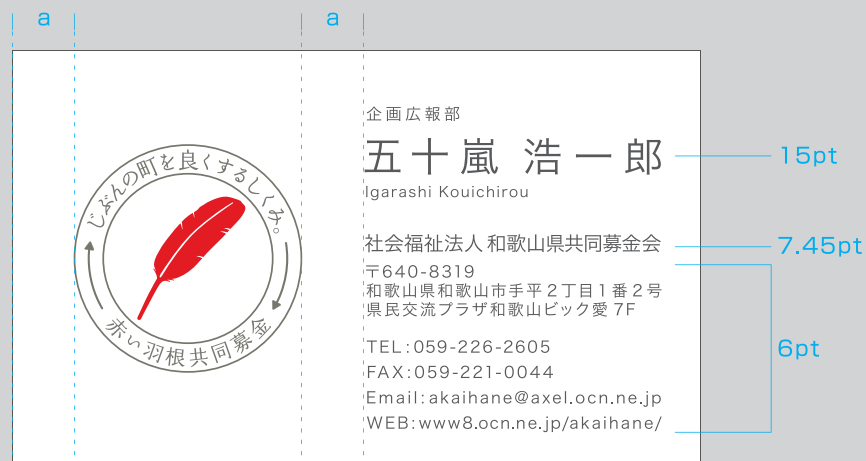 a
a
企画広報部
五十嵐 浩一郎
15pt
Igarashi Kouichirou
じぶんの町を良くするしくみ。
赤い羽根共同募金
社会福祉法人 和歌山県共同募金会
7.45pt
〒640-8319
和歌山県和歌山市手平2丁目1番2号
県民交流プラザ和歌山ビック愛 7F
6pt
TEL:059-226-2605
FAX:059-221-0044
Email:akaihane@axel.ocn.ne.jp
WEB:www8.ocn.ne.jp/akaihane/